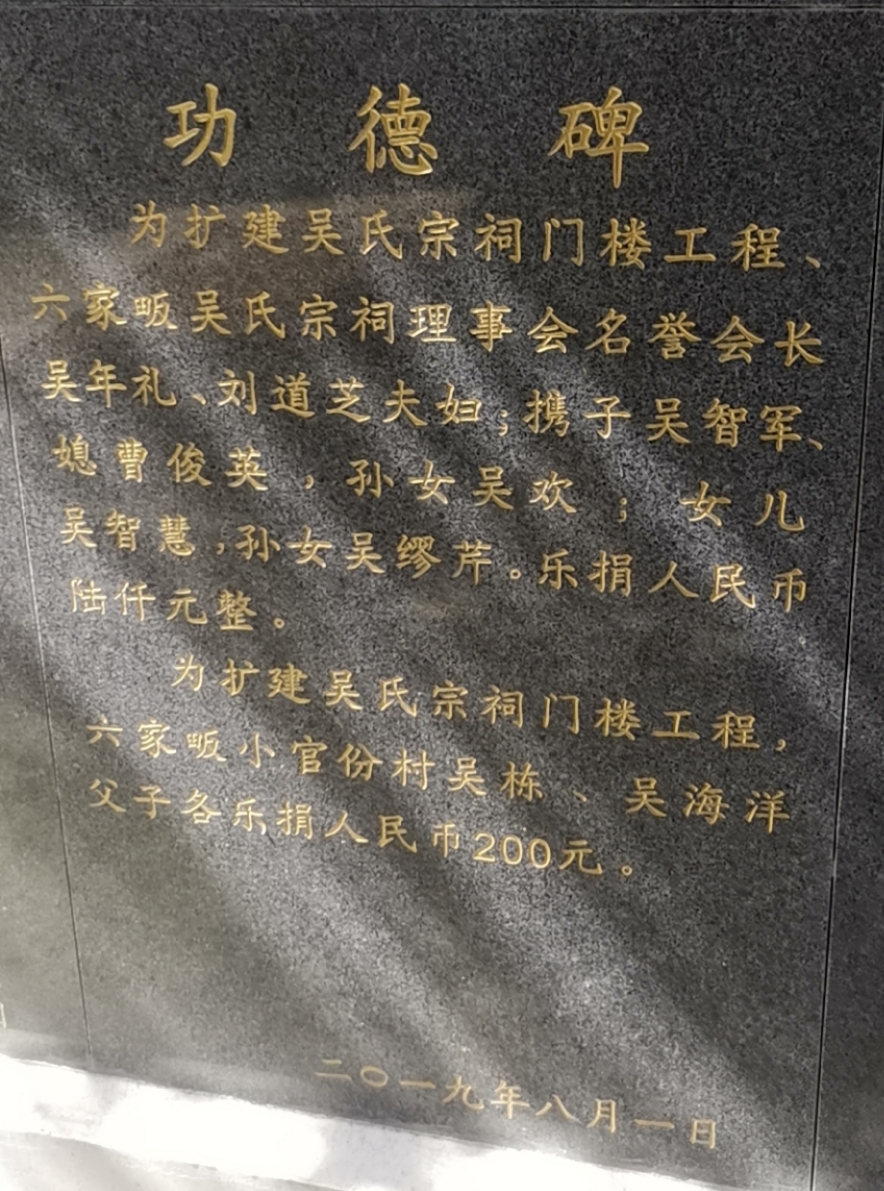 功德碑
为扩建吴氏宗祠门楼工程、
六家畈吴氏宗祠理事会名誉会长
吴年礼、刘道芝夫妇；携子吴智军、
媳曹俊英，孙女吴欢；女儿
吴智慧，孙女吴缪芹。乐捐人民币
陆仟元整。
为扩建吴氏宗祠门楼工程，
六家畈小官份村吴栋、吴海洋
父子各乐捐人民币200元。
二〇一九年八月一日